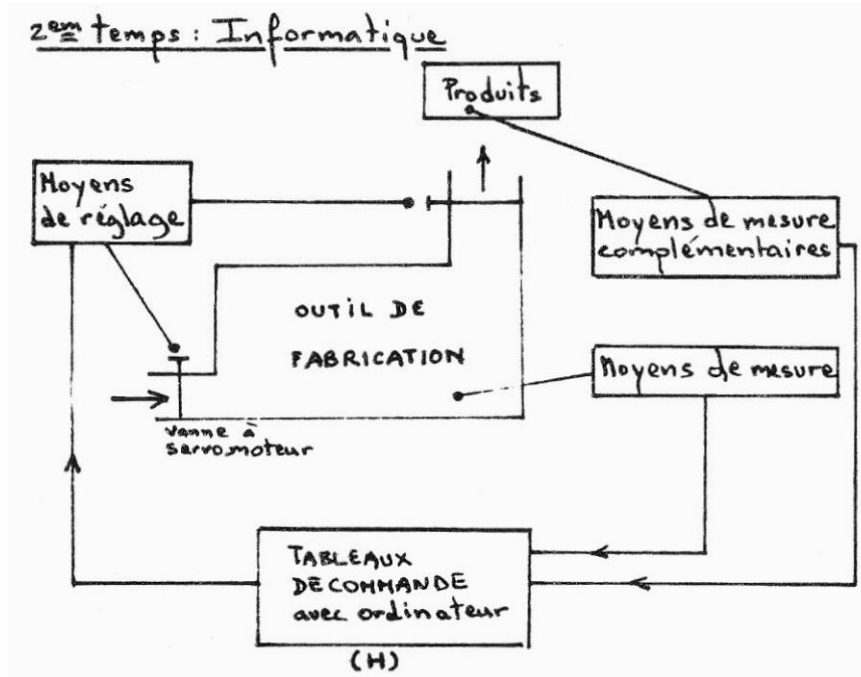 2em temps : Informatique
Produits
Moyens
de réglage
Moyens de mesure
complémentaires
OUTIL DE
FABRICATION
Moyens de mesure
vanne à
servomoteur
TABLEAUX
DE COMMANDE
avec ordinateur
(H)